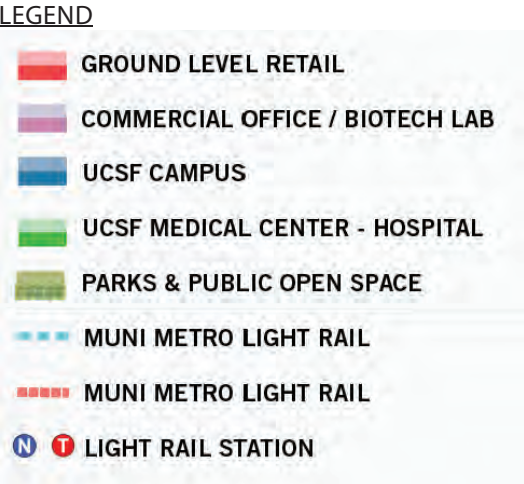 LEGEND
GROUND LEVEL RETAIL
COMMERCIAL OFFICE / BIOTECH LAB
UCSF CAMPUS
UCSF MEDICAL CENTER - HOSPITAL
PARKS & PUBLIC OPEN SPACE
MUNI METRO LIGHT RAIL
MUNI METRO LIGHT RAIL
N T LIGHT RAIL STATION